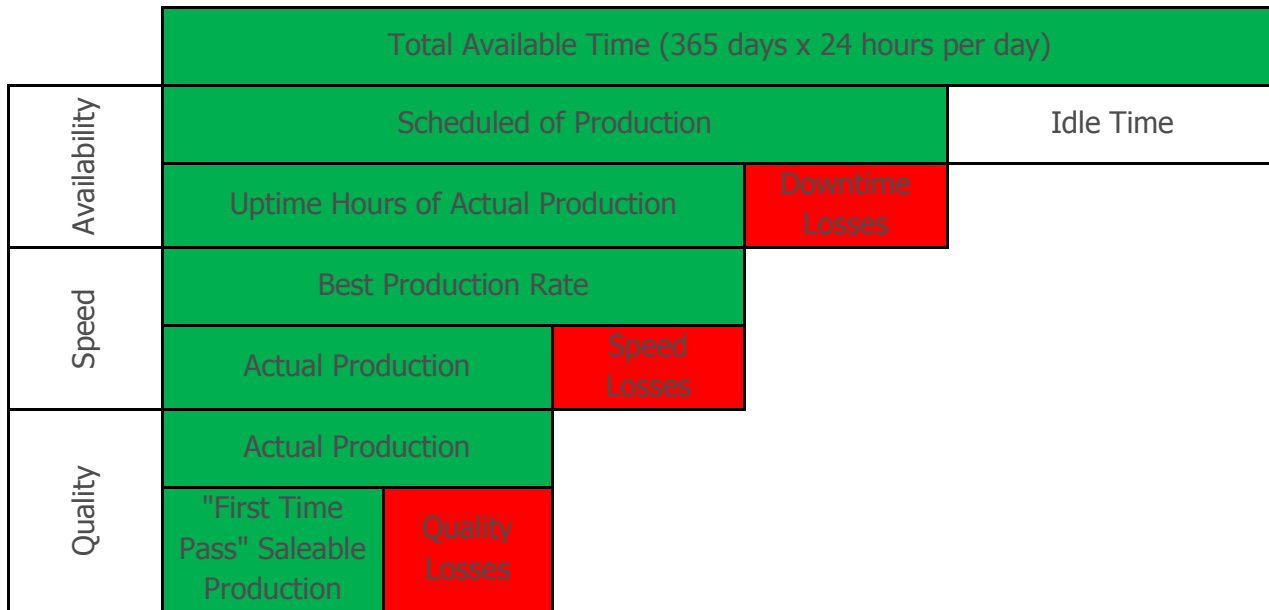 Total Available Time (365 days x 24 hours per day)
Availability
Scheduled of Production
Idle Time
Uptime Hours of Actual Production
Downtime
Losses
Speed
Best Production Rate
Actual Production
Speed
Losses
Quality
Actual Production
"First Time
Pass" Saleable
Production
Quality
Losses